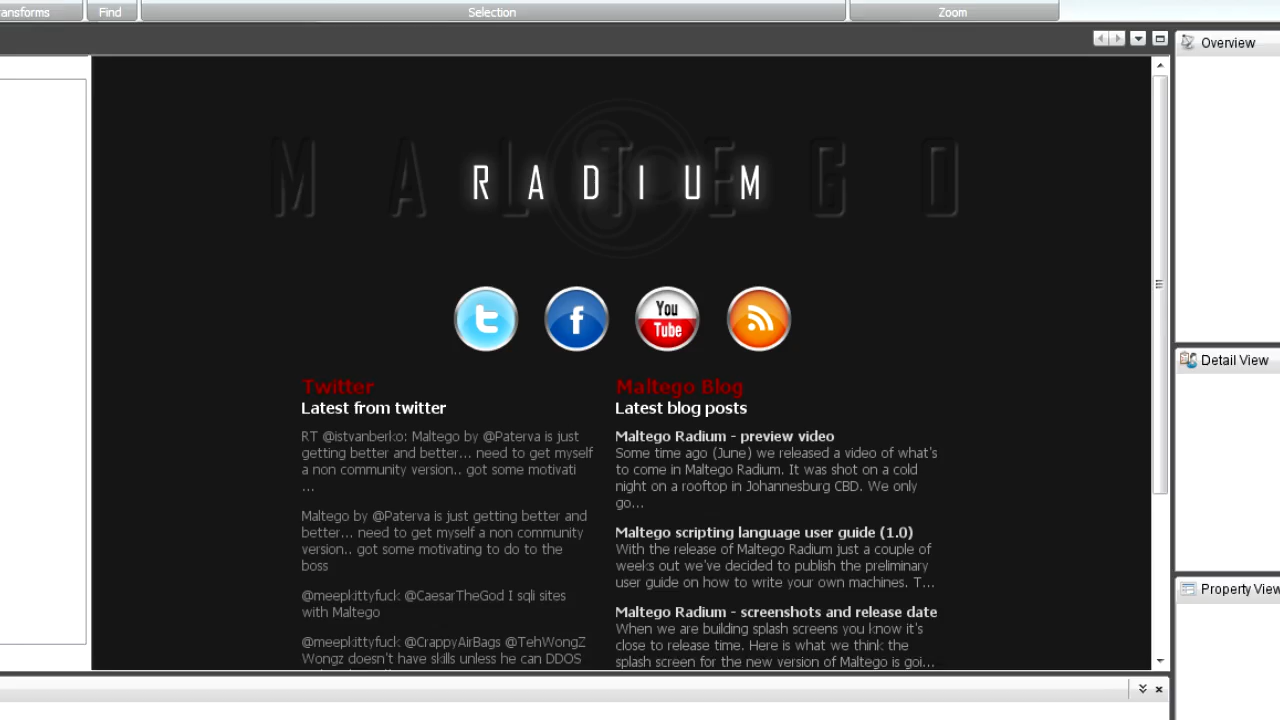 ansforms Find Selection Zoom
Overview
MALTEGO
RADIUM
You
Tube
Twitter
Latest from twitter
RT @istvanberko: Maltego by @Paterva is just
getting better and better... need to get myself
a non community version.. got some motivati
...
Maltego by @Paterva is just getting better and
better... need to get myself a non community
version.. got some motivating to do to the
boss
@meepkittyfuck @CaesarTheGod I sqli sites
with Maltego
@meepkittyfuck @CrappyAirBags @TehWongZ
Wongz doesn't have skills unless he can DDOS
Maltego Blog
Latest blog posts
Maltego Radium - preview video
Some time ago (June) we released a video of what's
to come in Maltego Radium. It was shot on a cold
night on a rooftop in Johannesburg CBD. We only
go...
Maltego scripting language user guide (1.0)
With the release of Maltego Radium just a couple of
weeks out we've decided to publish the preliminary
user guide on how to write your own machines. T...
Maltego Radium - screenshots and release date
When we are building splash screens you know it's
close to release time. Here is what we think the
splash screen for the new version of Maltego is goi...
Detail View
Property View